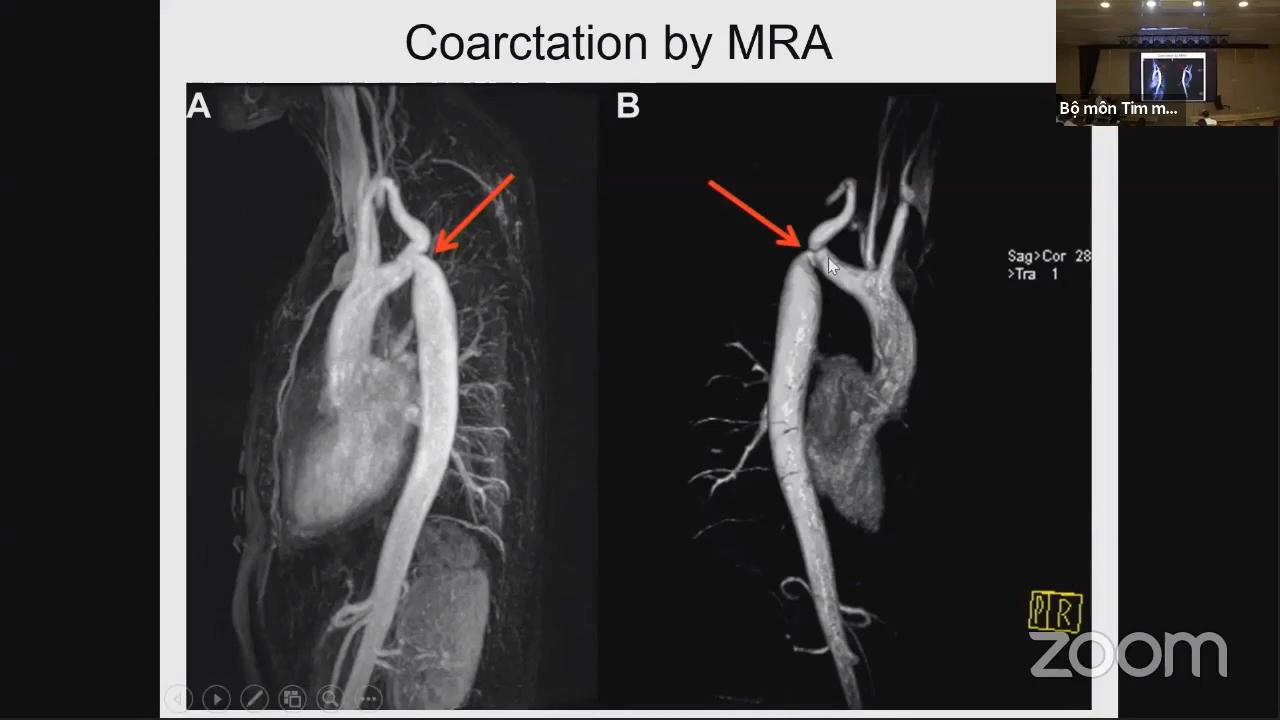 Coarctation by MRA
Bộ môn Tim m...
A
B
Sag>Cor 28
>Tra 1
P R
zoom